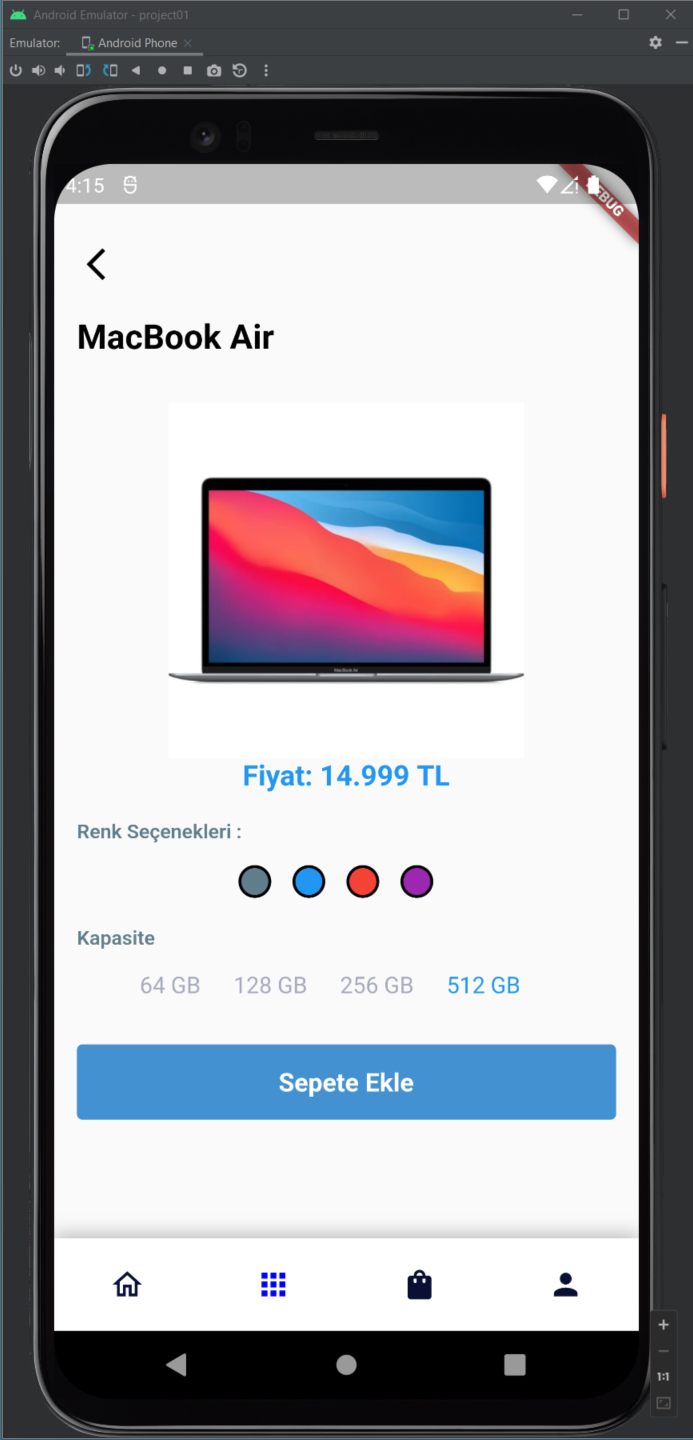 Android Emulator - project01
Emulator: Android Phone
4:15
DEBUG
MacBook Air
MacBook Air
Fiyat: 14.999 TL
Renk Seçenekleri :
Kapasite
64 GB 128 GB 256 GB 512 GB
Sepete Ekle
1:1